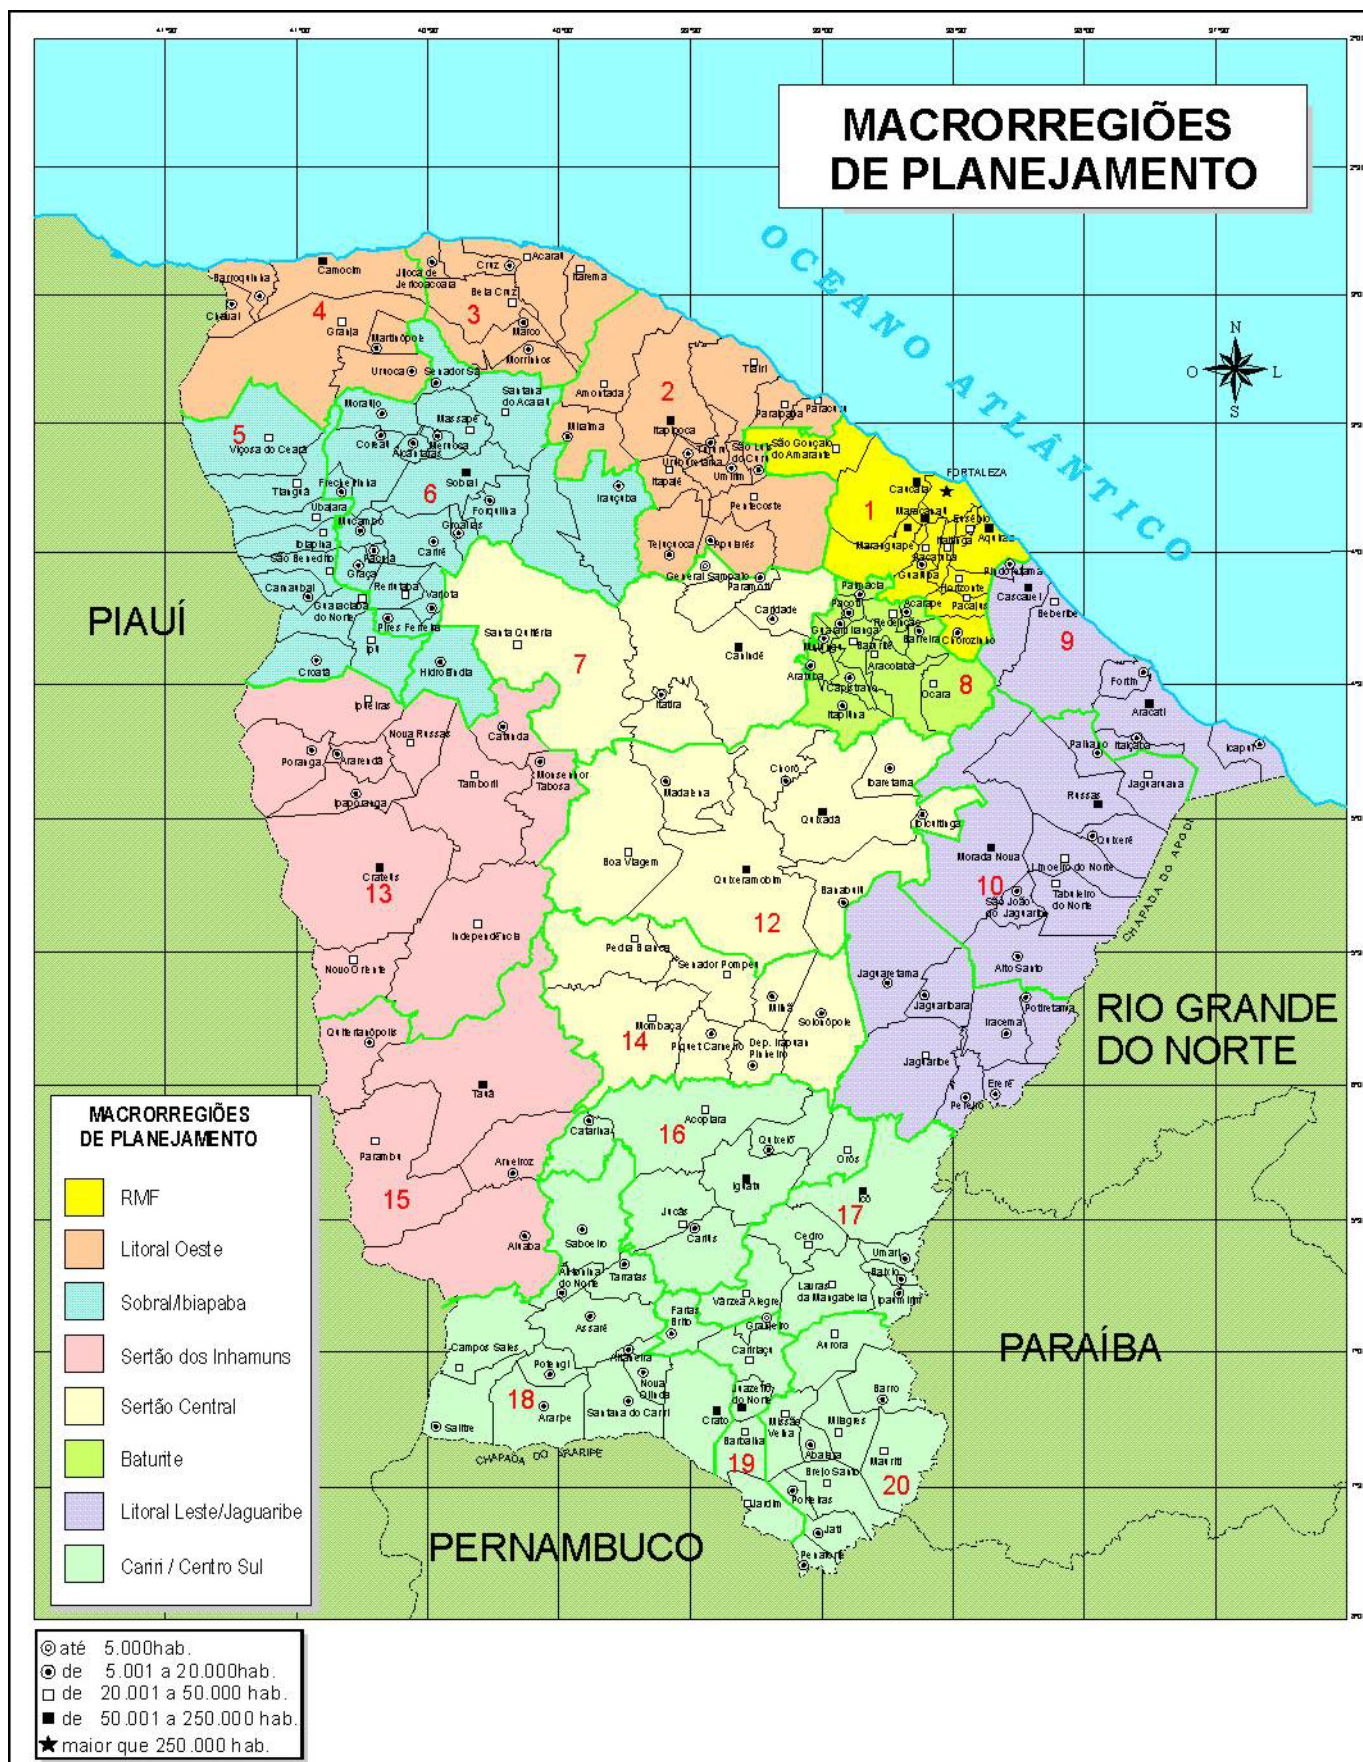 MACRORREGIÕES
DE PLANEJAMENTO
OCEANO ATLÂNTICO
N
O
L
S
Barroquinha
Camocim
Chaval
4
Granja
Martinópole
Uruoca
Jijoca de
Jericoacoara
Cruz
Acaraú
Itarema
Bela Cruz
3
Marco
Morrinhos
Senador Sá
Santana
do Acaraú
Amontada
2
Itapipoca
Miraíma
Trairi
Paraipaba
Paracuru
São Luis
do Curu
Umirim
Itapajé
Irauçuba
Pentecoste
Tejuçuoca
Apuiarés
General Sampaio
São Gonçalo
do Amarante
FORTALEZA
Caucaia
1
Maracanaú
Eusébio
Aquiraz
Maranguape
Itaitinga
Pacatuba
Guaiúba
Horizonte
Pacajus
Chorozinho
Pindoretama
Cascavel
Beberibe
9
Fortim
Aracati
Itaiçaba
Icapuí
Palhano
Jaguaruana
5
Viçosa do Ceará
Tianguá
Ubajara
Ibiapina
São Benedito
Carnaubal
Guaraciaba
do Norte
Croatá
Ipú
Moraújo
Massapê
Coreaú
Meruoca
Alcântaras
Frecheirinha
6
Sobral
Forquilha
Mucambo
Groaíras
Cariré
Pacujá
Graça
Reriutaba
Varjota
Pires Ferreira
Hidrolândia
Santa Quitéria
7
Paramoti
Caridade
Canindé
Itatira
Palmácia
Pacoti
Acarape
Redenção
Guaramiranga
Barreira
Mulungu
Baturité
Aracoiaba
Aratuba
Capistrano
Ocara
8
Itapiúna
Ipueiras
Nova Russas
Catunda
Poranga
Ararendá
Tamboril
Monsenhor
Tabosa
Ipaporanga
Crateús
13
Independência
Novo Oriente
Madalena
Choró
Ibaretama
Quixadá
Ibicuitinga
Boa Viagem
Quixeramobim
Banabuiú
12
Russas
Quixeré
Morada Nova
Limoeiro do Norte
10
Tabuleiro
do Norte
São João
do Jaguaribe
CHAPADA DO APODI
Alto Santo
Pedra Branca
Senador Pompeu
Mombaça
14
Milhã
Solonópole
Piquet Carneiro
Dep. Irapuan
Pinheiro
Jaguaretama
Jaguaribara
Potiretama
Iracema
Jaguaribe
Ererê
Pereiro
Quiterianópolis
Tauá
Parambu
Arneiroz
15
Aiuaba
Catarina
16
Acopiara
Quixelô
Orós
Iguatu
Icó
17
Jucás
Cariús
Saboeiro
Cedro
Umari
Baixio
Ipaumirim
Lavras
da Mangabeira
Antonina
do Norte
Tarrafas
Várzea Alegre
Farias
Brito
Granjeiro
Assaré
Aurora
Caririaçu
Campos Sales
Potengi
Altaneira
Nova
Olinda
18
Araripe
Santana do Cariri
Salitre
CHAPADA DO ARARIPE
Crato
Juazeiro
do Norte
Barbalha
19
Missão
Velha
Milagres
Barro
Abaiara
Mauriti
Brejo Santo
20
Jardim
Porteiras
Jati
Penaforte
PIAUÍ
RIO GRANDE
DO NORTE
PARAÍBA
PERNAMBUCO
MACRORREGIÕES
DE PLANEJAMENTO
RMF
Litoral Oeste
Sobral/Ibiapaba
Sertão dos Inhamuns
Sertão Central
Baturite
Litoral Leste/Jaguaribe
Cariri / Centro Sul
até 5.000hab.
de 5.001 a 20.000hab.
de 20.001 a 50.000 hab.
de 50.001 a 250.000 hab.
maior que 250.000 hab.